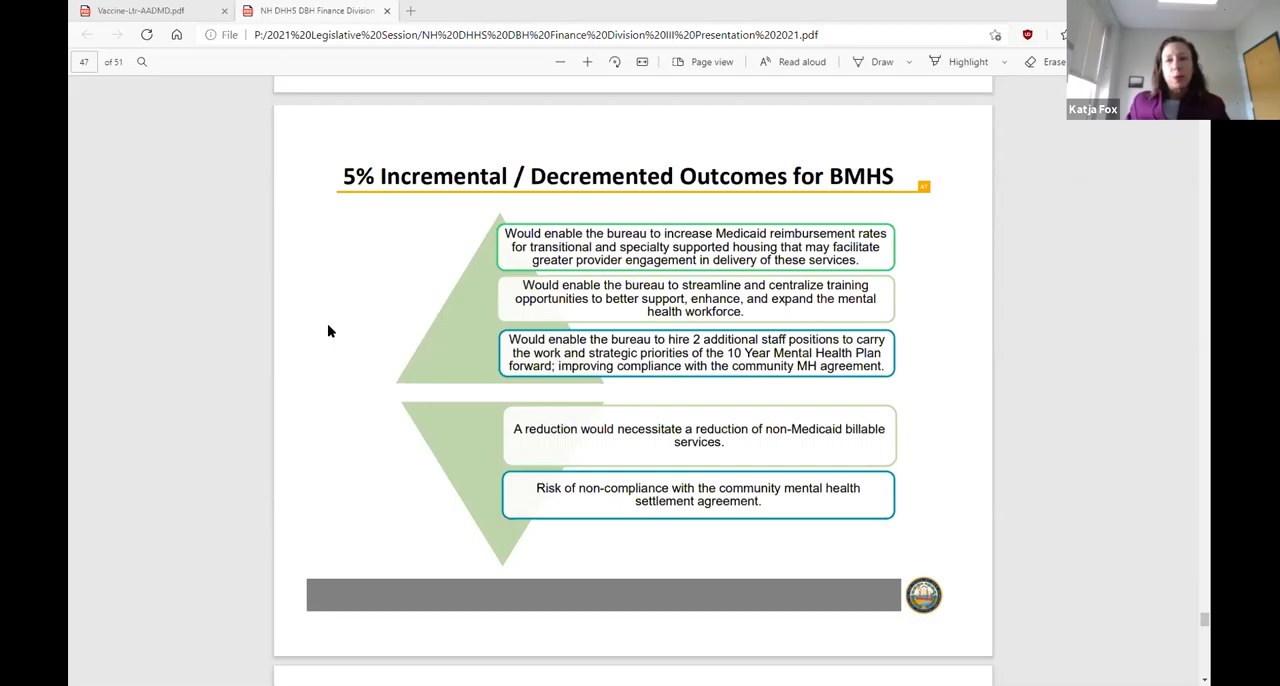 Vaccine-Ltr-AADMD.pdf
NH DHHS DBH Finance Division
File
P:/2021%20Legislative%20Session/NH%20DHHS%20DBH%20Finance%20Division%20III%20Presentation%202021.pdf
47
of 51
Page view
Read aloud
Draw
Highlight
Erase
Katja Fox
5% Incremental / Decremented Outcomes for BMHS
47
Would enable the bureau to increase Medicaid reimbursement rates
for transitional and specialty supported housing that may facilitate
greater provider engagement in delivery of these services.
Would enable the bureau to streamline and centralize training
opportunities to better support, enhance, and expand the mental
health workforce.
Would enable the bureau to hire 2 additional staff positions to carry
the work and strategic priorities of the 10 Year Mental Health Plan
forward; improving compliance with the community MH agreement.
A reduction would necessitate a reduction of non-Medicaid billable
services.
Risk of non-compliance with the community mental health
settlement agreement.